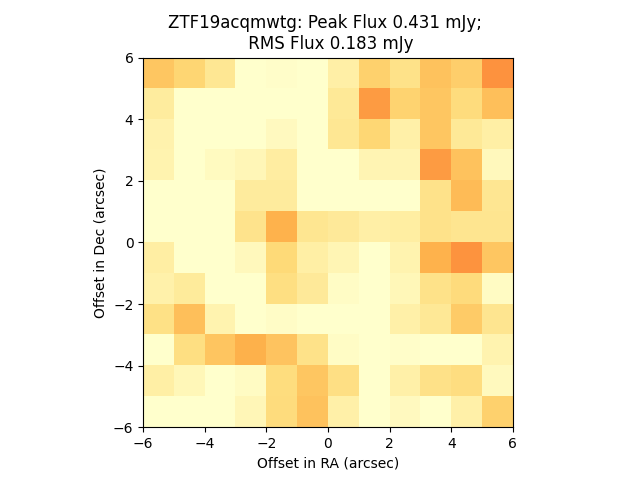 ZTF19acqmwtg: Peak Flux 0.431 mJy;
RMS Flux 0.183 mJy
6
4
2
0
−2
−4
−6
Offset in Dec (arcsec)
−6 −4 −2 0 2 4 6
Offset in RA (arcsec)